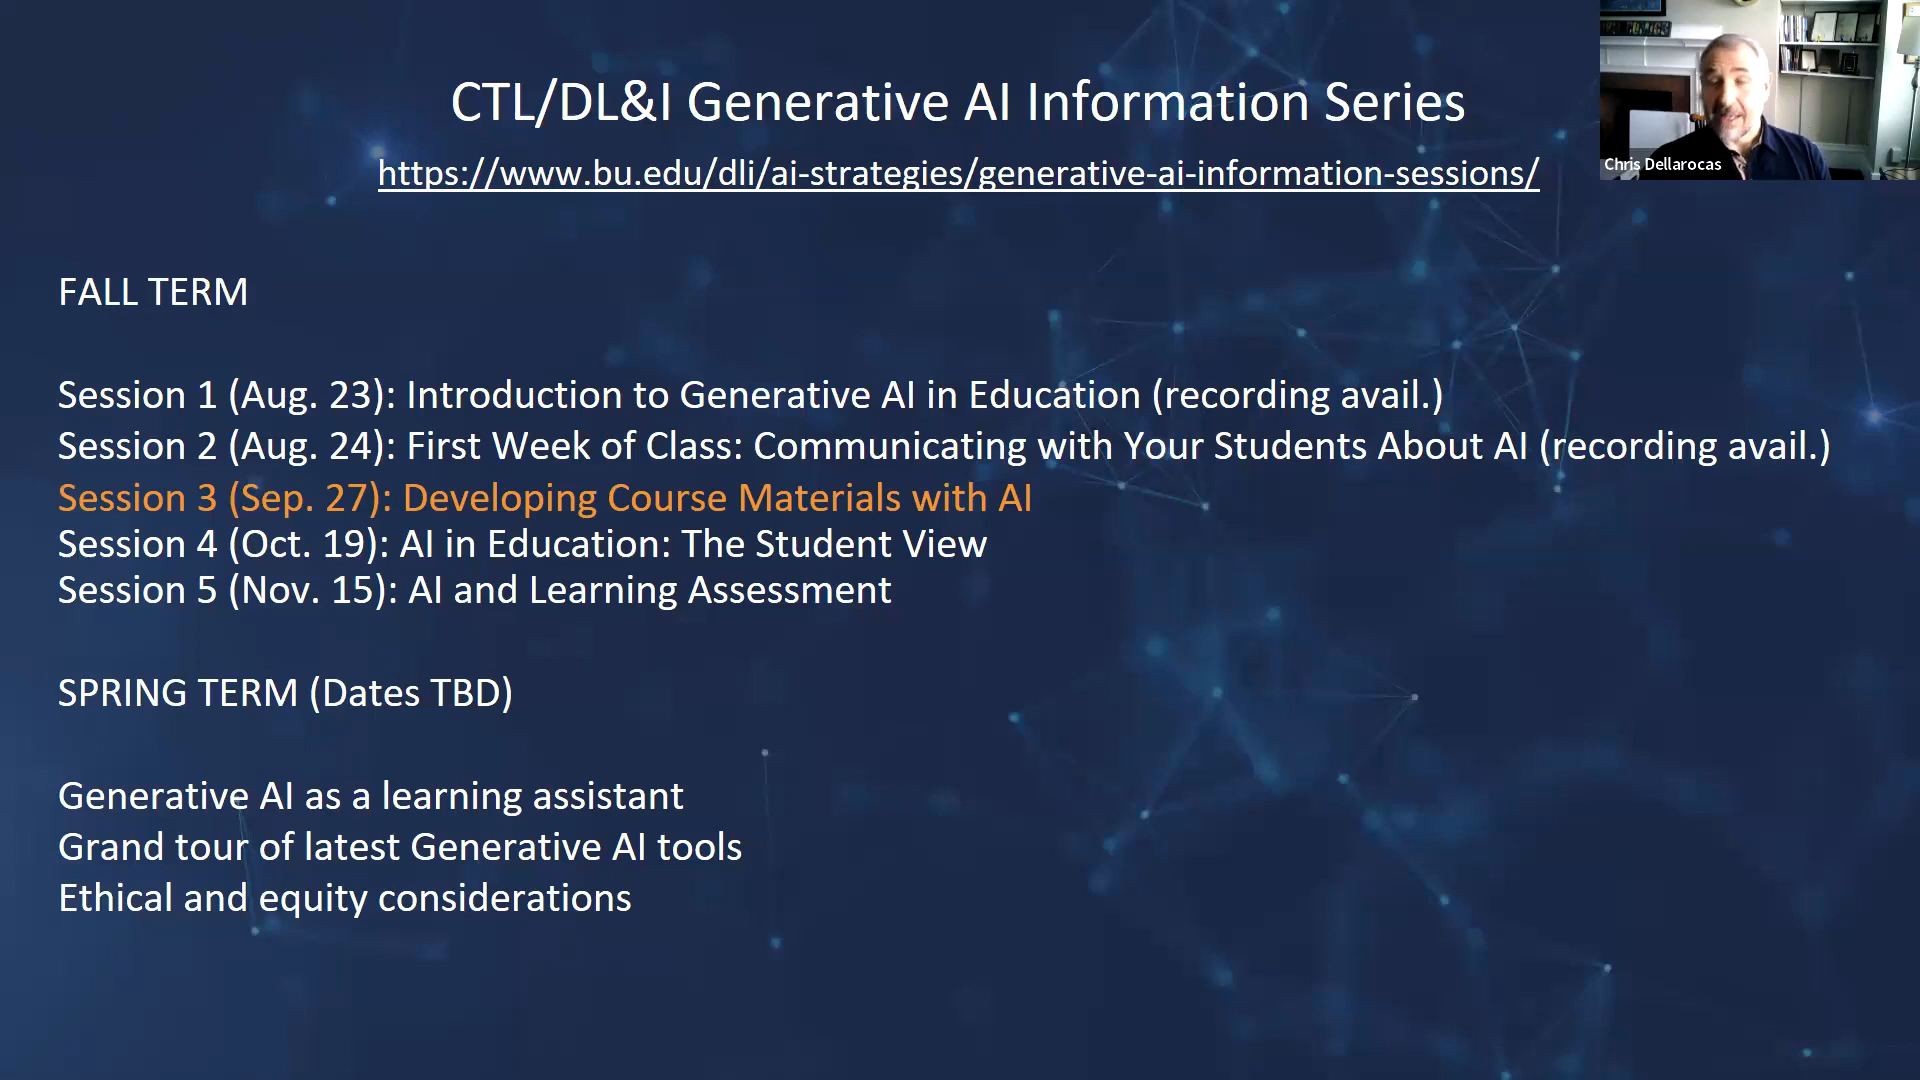 CTL/DL&I Generative AI Information Series
https://www.bu.edu/dli/ai-strategies/generative-ai-information-sessions/
Chris Dellarocas
FALL TERM
Session 1 (Aug. 23): Introduction to Generative AI in Education (recording avail.)
Session 2 (Aug. 24): First Week of Class: Communicating with Your Students About AI (recording avail.)
Session 3 (Sep. 27): Developing Course Materials with AI
Session 4 (Oct. 19): AI in Education: The Student View
Session 5 (Nov. 15): AI and Learning Assessment
SPRING TERM (Dates TBD)
Generative AI as a learning assistant
Grand tour of latest Generative AI tools
Ethical and equity considerations